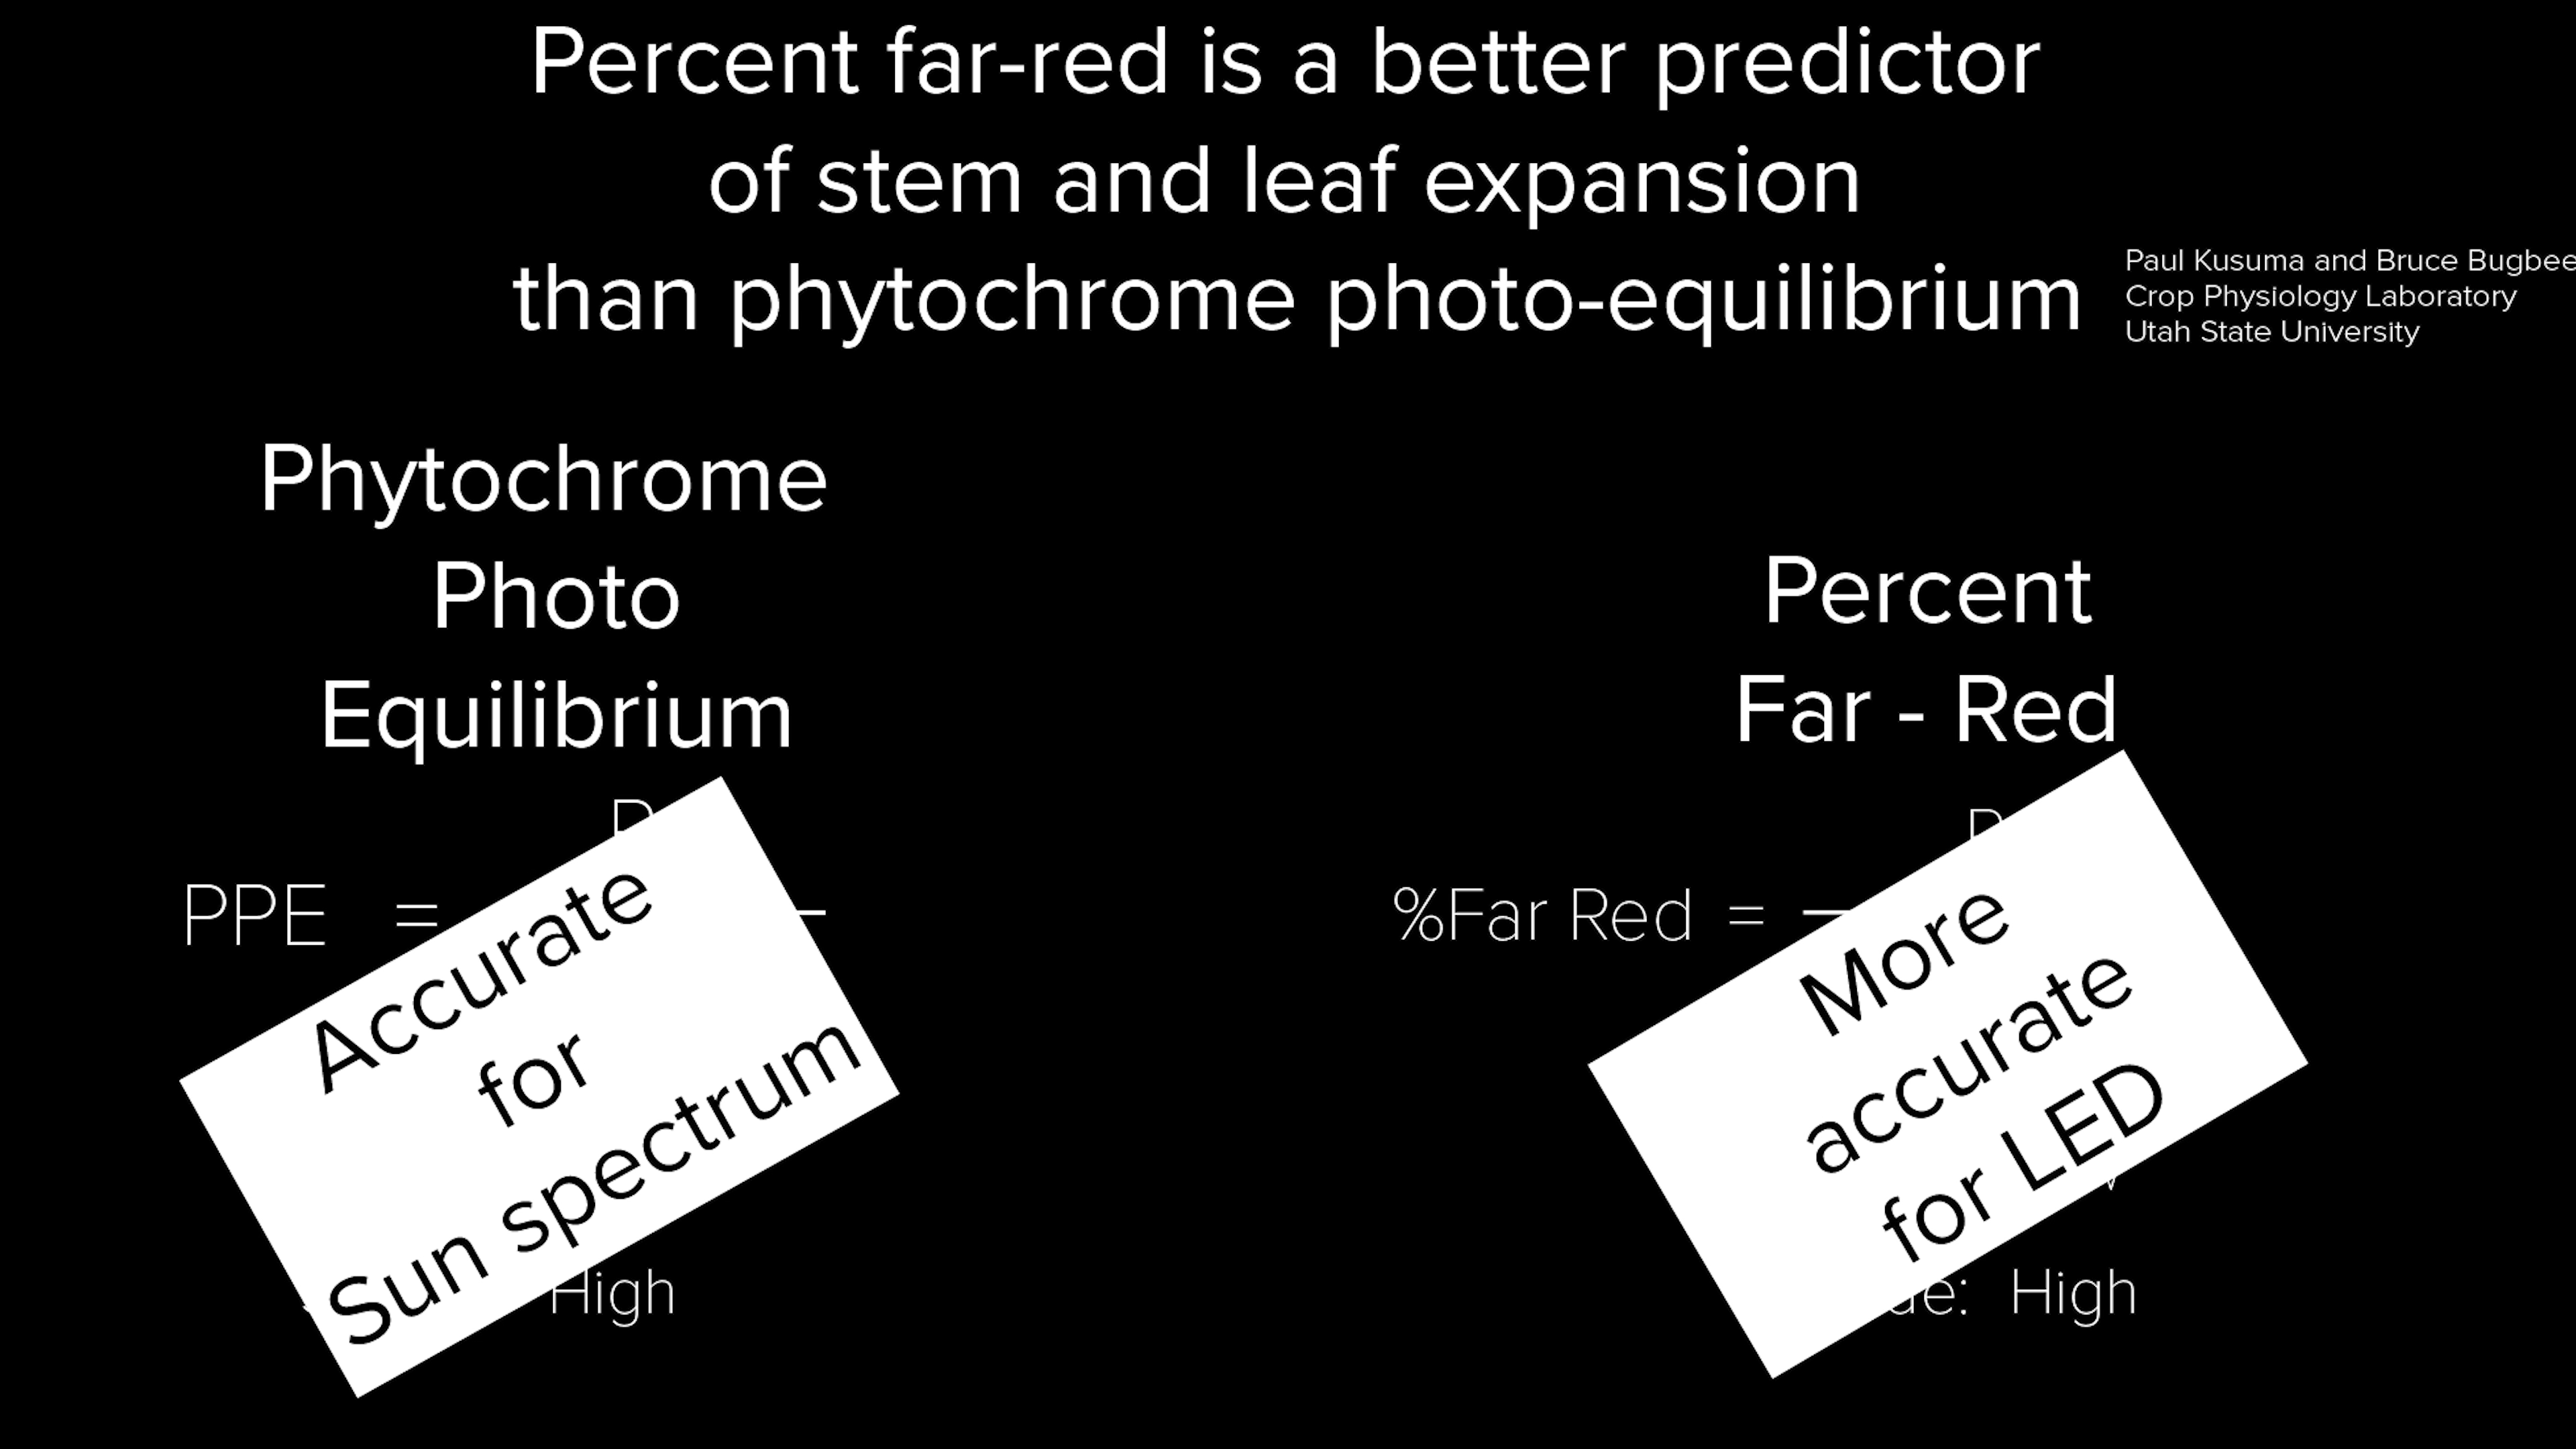 Percent far-red is a better predictor
of stem and leaf expansion
than phytochrome photo-equilibrium
Paul Kusuma and Bruce Bugbee
Crop Physiology Laboratory
Utah State University
Phytochrome
Photo
Equilibrium
PPE =
Accurate
for
Sun spectrum
High
Percent
Far - Red
%Far Red =
More
accurate
for LED
High